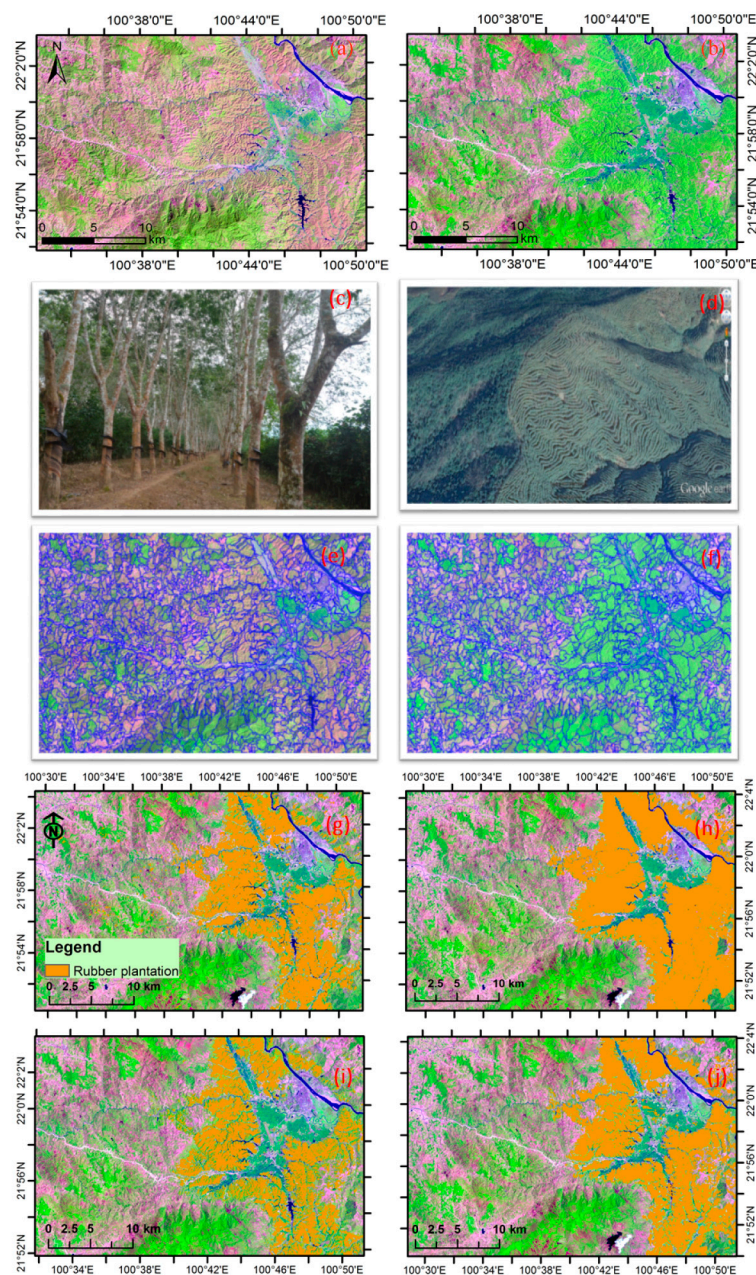 (a)
N
22°2'0"N
21°58'0"N
21°54'0"N
0 5 10
km
100°38'0"E 100°44'0"E 100°50'0"E
(b)
22°2'0"N
21°58'0"N
21°54'0"N
0 5 10
km
100°38'0"E 100°44'0"E 100°50'0"E
(c)
(d)
Google
(e)
(f)
100°30'E 100°34'E 100°42'E 100°46'E 100°50'E
(g)
N
22°2'N
22°0'N
21°58'N
21°54'N
Legend
Rubber plantation
0 2.5 5 10 km
100°30'E 100°34'E 100°38'E 100°42'E 100°46'E 100°50'E
(h)
22°4'N
22°0'N
21°56'N
21°52'N
0 2.5 5 10 km
(i)
22°2'N
22°0'N
21°56'N
21°52'N
0 2.5 5 10 km
100°38'E 100°42'E 100°46'E 100°50'E
(j)
22°4'N
22°0'N
21°56'N
21°52'N
0 2.5 5 10 km
100°30'E 100°34'E 100°38'E 100°42'E 100°46'E 100°50'E